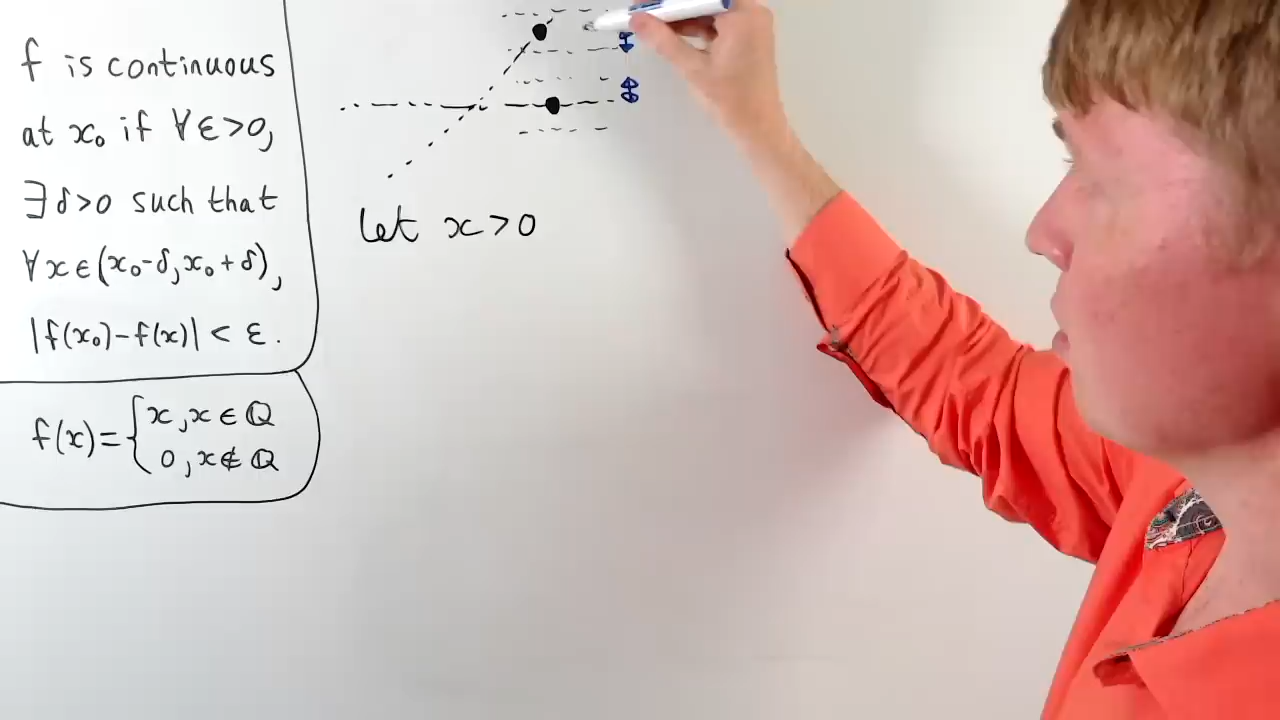 f is continuous
at x₀ if ∀ε>0,
∃δ>0 such that
∀x∈(x₀-δ,x₀+δ),
|f(x₀)-f(x)| < ε.
f(x)={x,x∈ℚ
0,x∉ℚ
let x>0